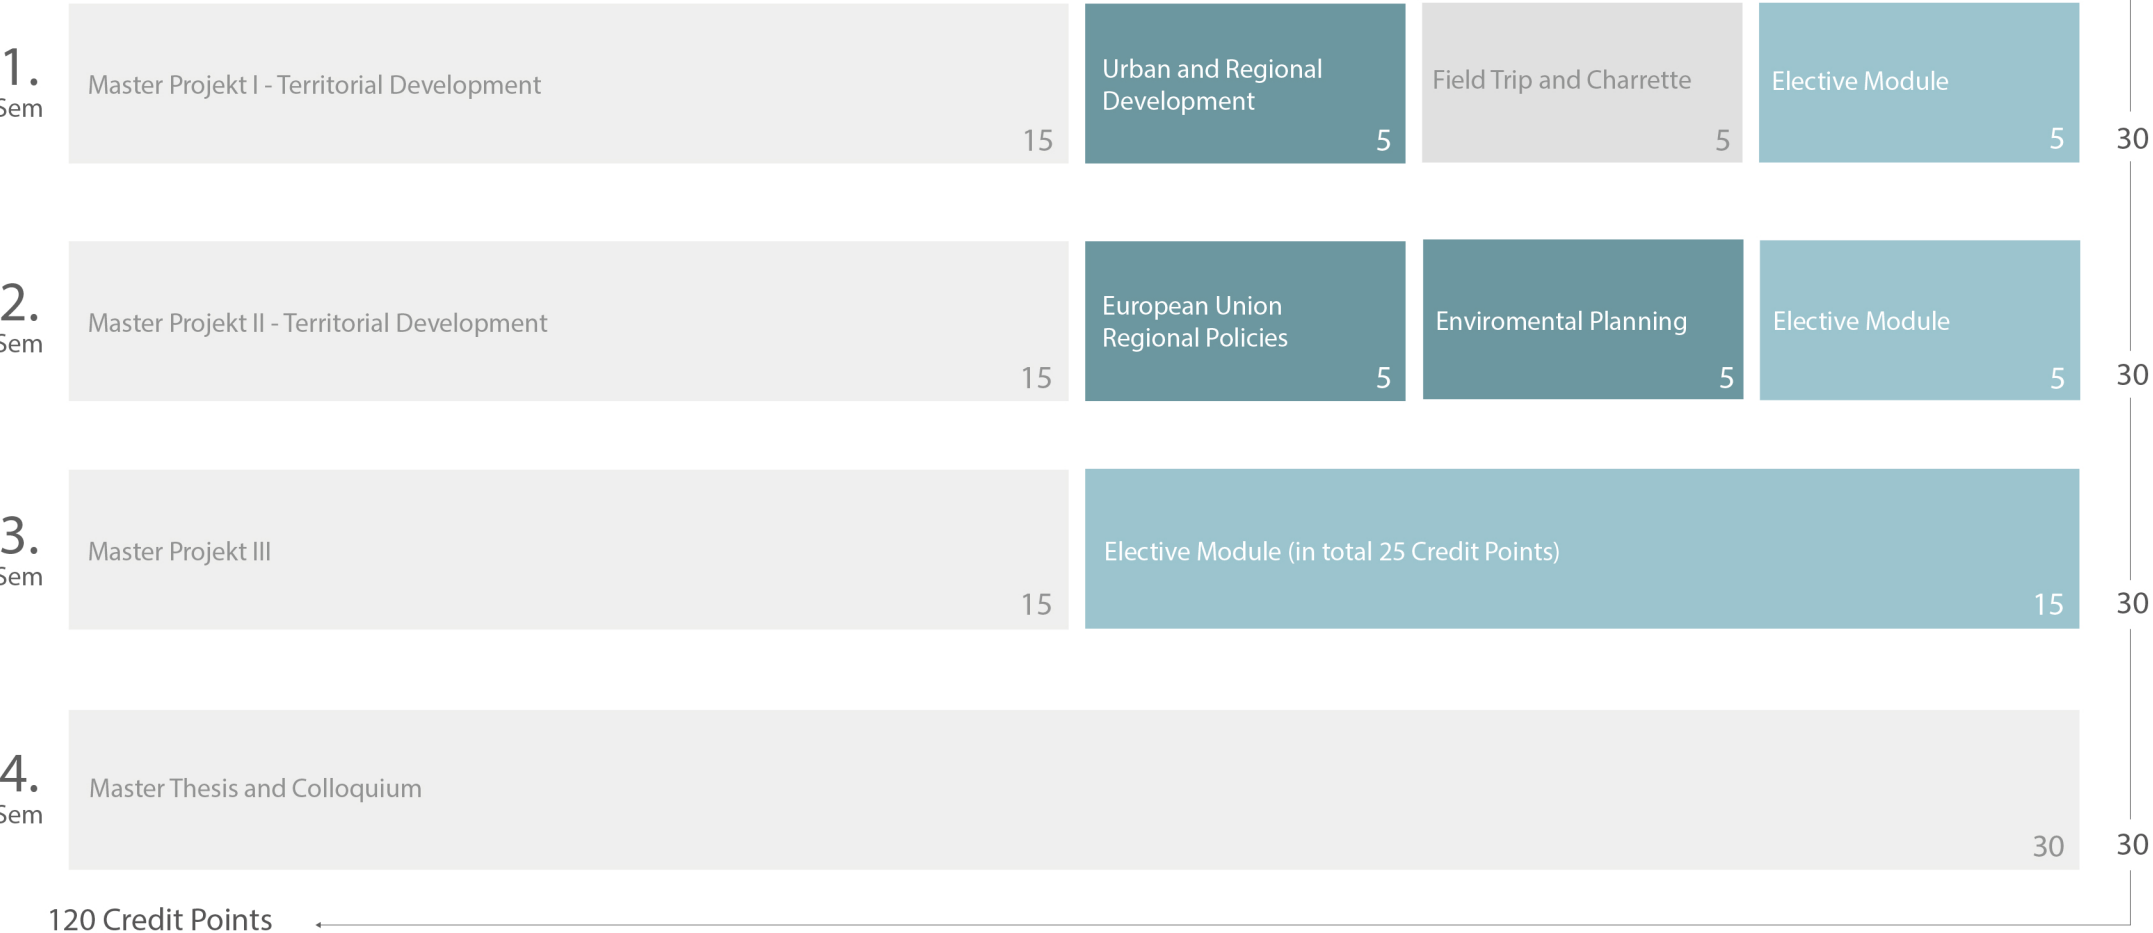 1.
Sem
Master Projekt I - Territorial Development
15
Urban and Regional
Development
5
Field Trip and Charrette
5
Elective Module
5
30
2.
Sem
Master Projekt II - Territorial Development
15
European Union
Regional Policies
5
Enviromental Planning
5
Elective Module
5
30
3.
Sem
Master Projekt III
15
Elective Module (in total 25 Credit Points)
15
30
4.
Sem
Master Thesis and Colloquium
30
30
120 Credit Points